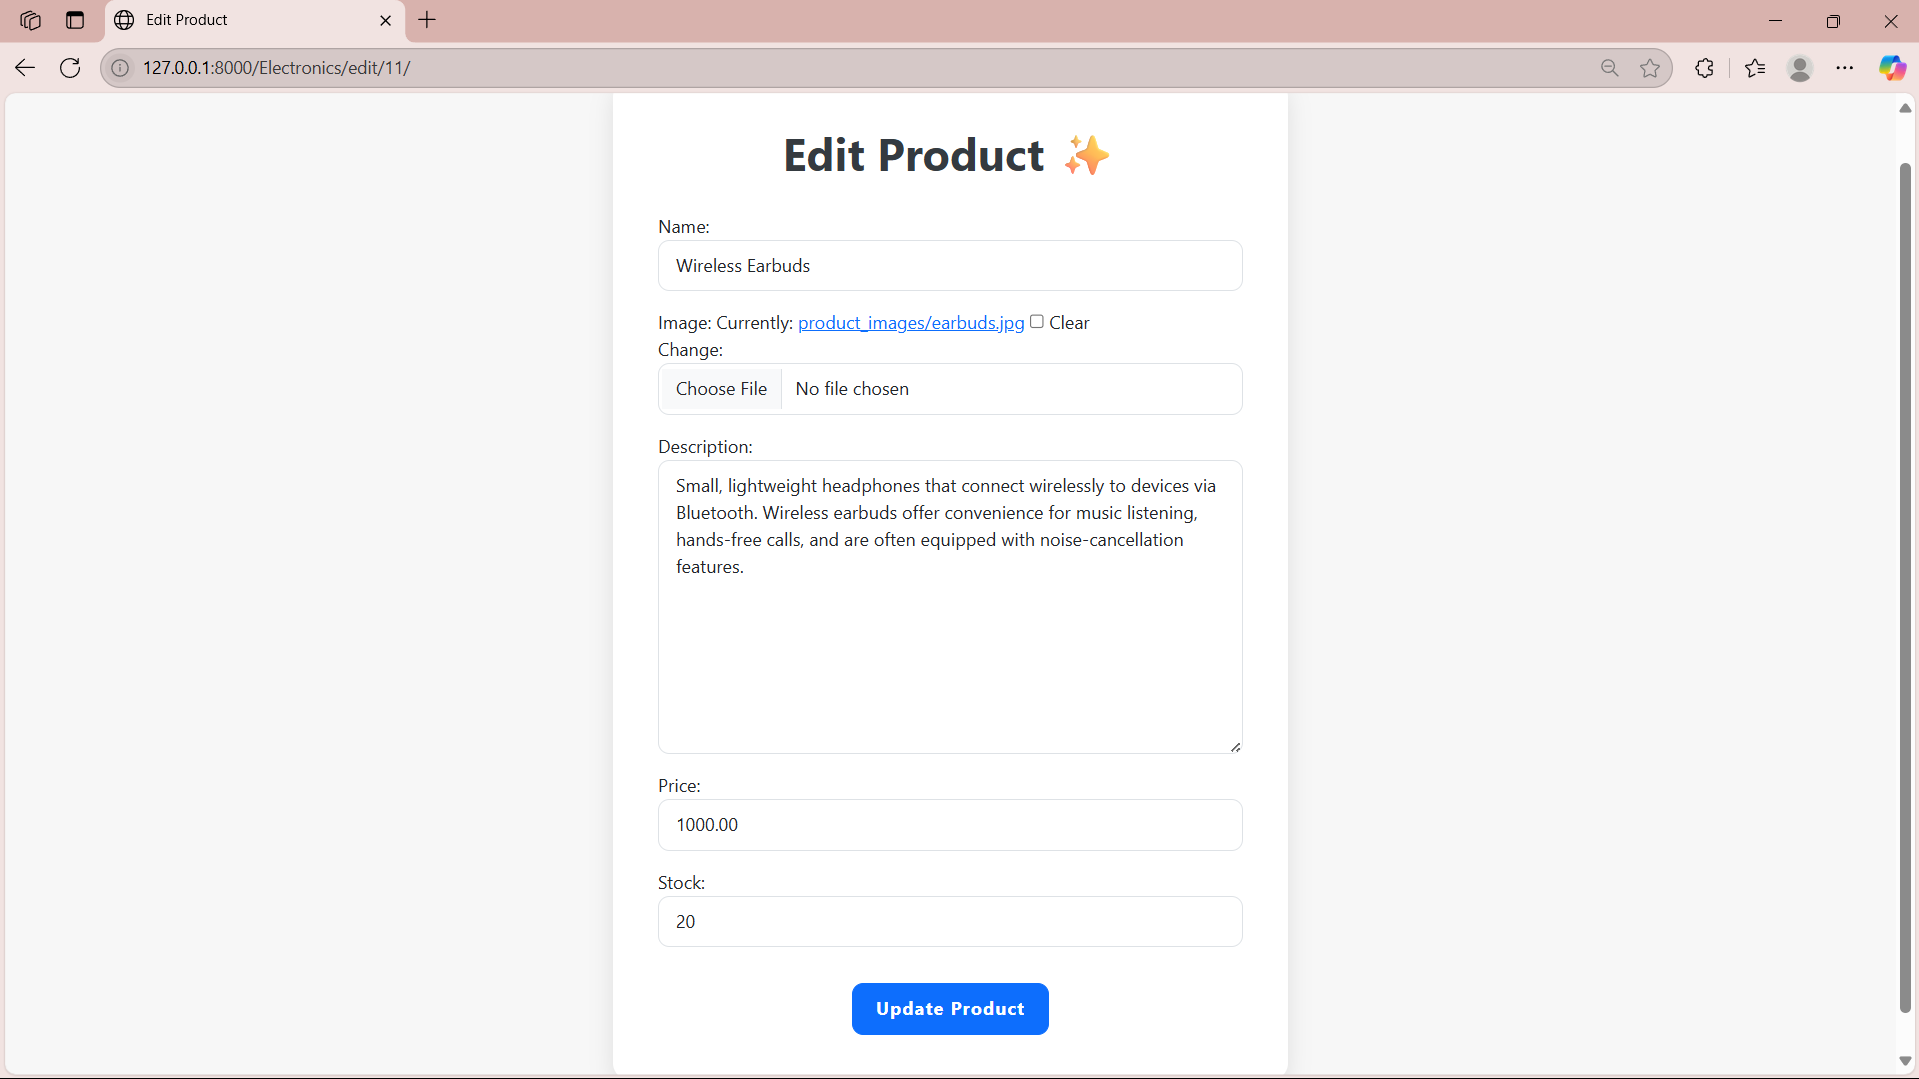 Edit Product
127.0.0.1:8000/Electronics/edit/11/
Edit Product ✨
Name:
Wireless Earbuds
Image: Currently: product_images/earbuds.jpg Clear
Change:
Choose File No file chosen
Description:
Small, lightweight headphones that connect wirelessly to devices via
Bluetooth. Wireless earbuds offer convenience for music listening,
hands-free calls, and are often equipped with noise-cancellation
features.
Price:
1000.00
Stock:
20
Update Product